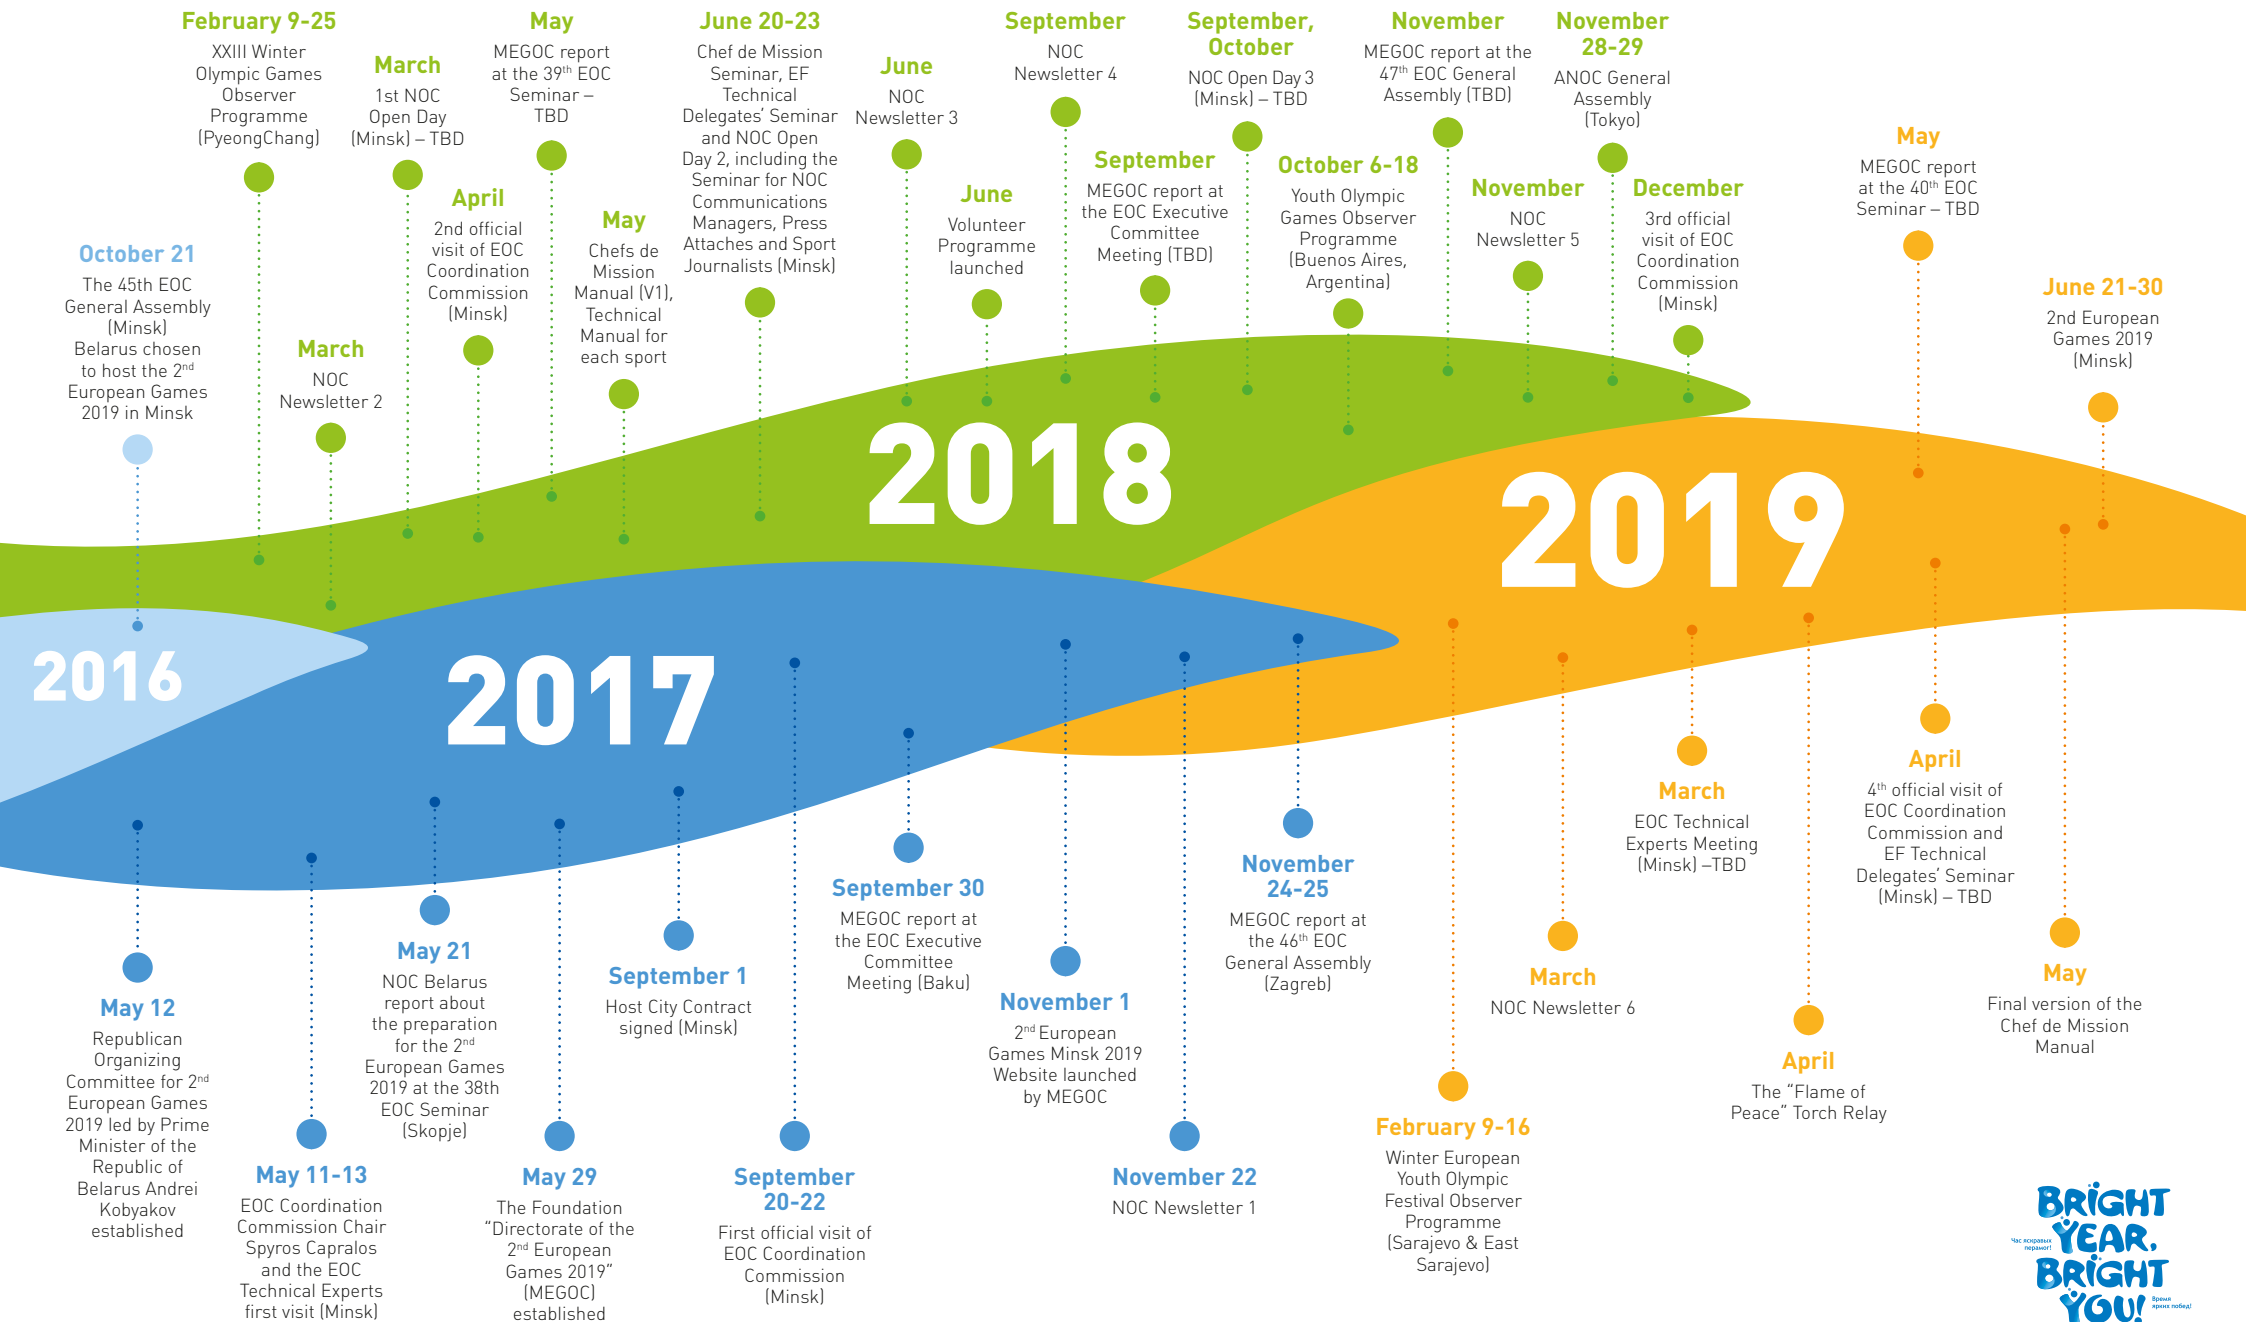 October 21
The 45th EOC
General Assembly
(Minsk)
Belarus chosen
to host the 2nd
European Games
2019 in Minsk
February 9-25
XXIII Winter
Olympic Games
Observer
Programme
(PyeongChang)
March
NOC
Newsletter 2
March
1st NOC
Open Day
(Minsk) – TBD
April
2nd official
visit of EOC
Coordination
Commission
(Minsk)
May
MEGOC report
at the 39th EOC
Seminar –
TBD
May
Chefs de
Mission
Manual (V1),
Technical
Manual for
each sport
June 20-23
Chef de Mission
Seminar, EF
Technical
Delegates’ Seminar
and NOC Open
Day 2, including the
Seminar for NOC
Communications
Managers, Press
Attaches and Sport
Journalists (Minsk)
June
NOC
Newsletter 3
June
Volunteer
Programme
launched
September
NOC
Newsletter 4
September
MEGOC report at
the EOC Executive
Committee
Meeting (TBD)
September,
October
NOC Open Day 3
(Minsk) – TBD
October 6-18
Youth Olympic
Games Observer
Programme
(Buenos Aires,
Argentina)
November
MEGOC report at the
47th EOC General
Assembly (TBD)
November
NOC
Newsletter 5
November
28-29
ANOC General
Assembly
(Tokyo)
December
3rd official
visit of EOC
Coordination
Commission
(Minsk)
May
MEGOC report
at the 40th EOC
Seminar – TBD
June 21-30
2nd European
Games 2019
(Minsk)
2018
2019
2016
2017
May 12
Republican
Organizing
Committee for 2nd
European Games
2019 led by Prime
Minister of the
Republic of
Belarus Andrei
Kobyakov
established
May 11-13
EOC Coordination
Commission Chair
Spyros Capralos
and the EOC
Technical Experts
first visit (Minsk)
May 21
NOC Belarus
report about
the preparation
for the 2nd
European Games
2019 at the 38th
EOC Seminar
(Skopje)
May 29
The Foundation
“Directorate of the
2nd European
Games 2019”
(MEGOC)
established
September 1
Host City Contract
signed (Minsk)
September
20-22
First official visit of
EOC Coordination
Commission
(Minsk)
September 30
MEGOC report at
the EOC Executive
Committee
Meeting (Baku)
November 1
2nd European
Games Minsk 2019
Website launched
by MEGOC
November 22
NOC Newsletter 1
November
24-25
MEGOC report at
the 46th EOC
General Assembly
(Zagreb)
February 9-16
Winter European
Youth Olympic
Festival Observer
Programme
(Sarajevo & East
Sarajevo)
March
NOC Newsletter 6
March
EOC Technical
Experts Meeting
(Minsk) –TBD
April
The “Flame of
Peace” Torch Relay
April
4th official visit of
EOC Coordination
Commission and
EF Technical
Delegates’ Seminar
(Minsk) – TBD
May
Final version of the
Chef de Mission
Manual
BRIGHT
YEAR,
Час яскравых
перамог!
BRIGHT
YOU!
Время
ярких побед!